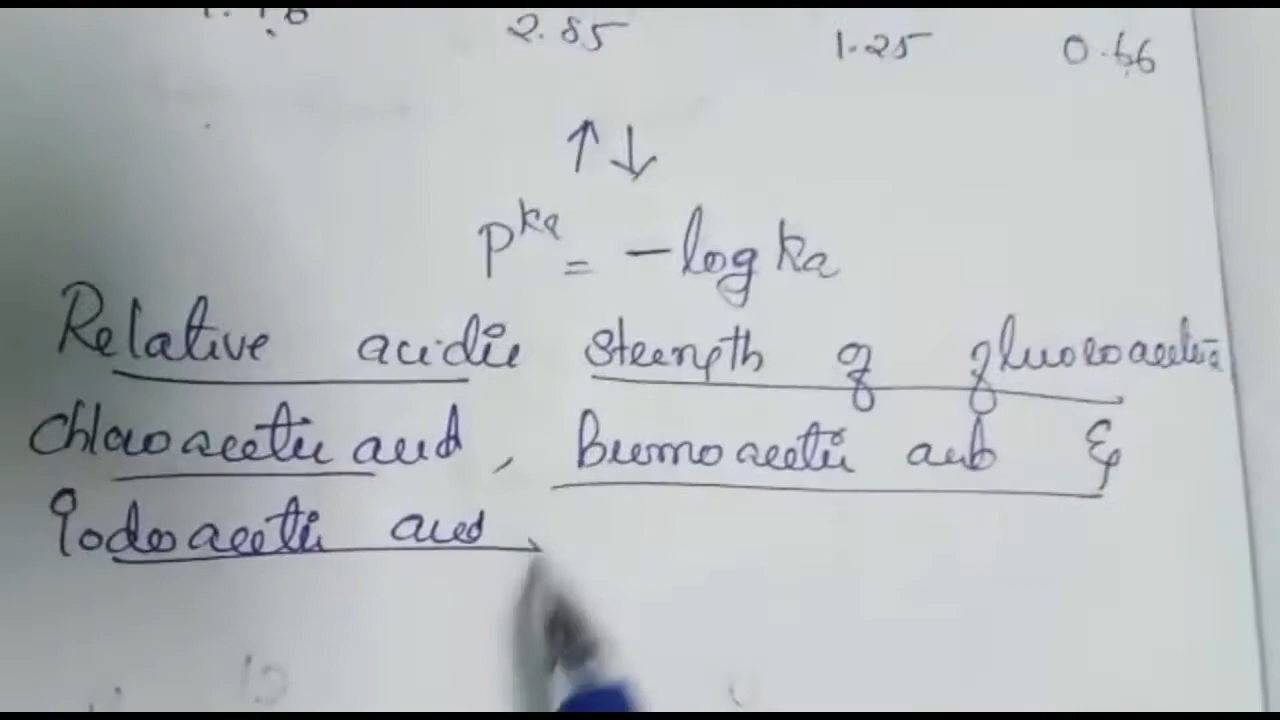 2.85 1.25 0.66
↑↓
pka = -log ka
Relative acidic strength of fluoroacetic
Chloroacetic acid, Bromoacetic acid &
Iodoacetic acid